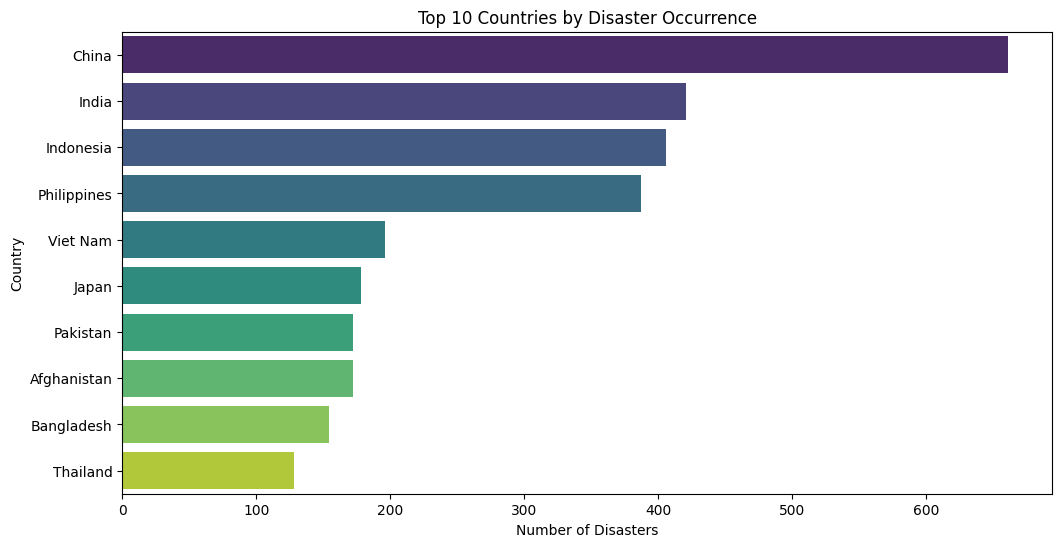 Top 10 Countries by Disaster Occurrence
Country
China
India
Indonesia
Philippines
Viet Nam
Japan
Pakistan
Afghanistan
Bangladesh
Thailand
0 100 200 300 400 500 600
Number of Disasters